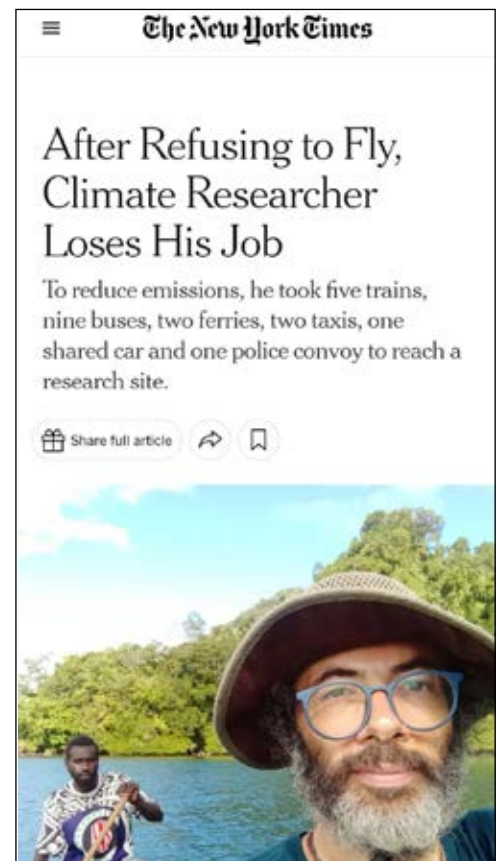 The New York Times
After Refusing to Fly,
Climate Researcher
Loses His Job
To reduce emissions, he took five trains,
nine buses, two ferries, two taxis, one
shared car and one police convoy to reach a
research site.
Share full article